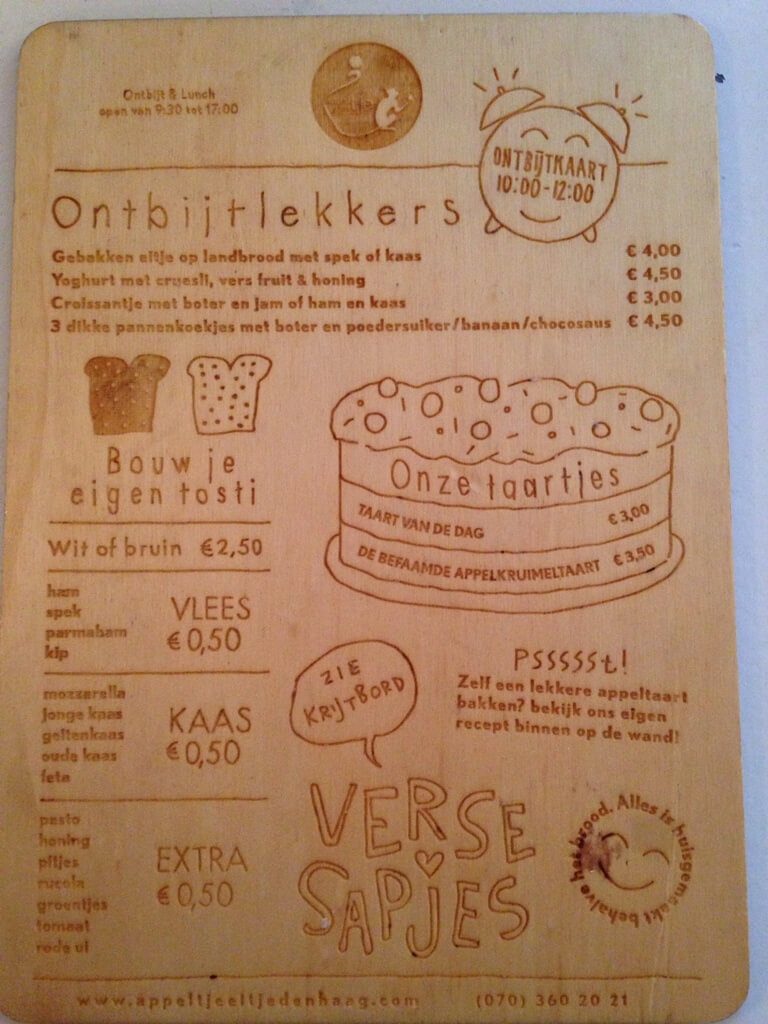 Ontbijt & Lunch
open van 9:30 tot 17:00
ONTBIJTKAART
10:00-12:00
Ontbijtlekkers
Gebakken eitje op landbrood met spek of kaas € 4,00
Yoghurt met cruesli, vers fruit & honing € 4,50
Croissantje met boter en jam of ham en kaas € 3,00
3 dikke pannenkoekjes met boter en poedersuiker/banaan/chocosaus € 4,50
Bouw je
eigen tosti
Wit of bruin €2,50
ham
spek
parmaham
kip
VLEES
€0,50
mozzarella
jonge kaas
geitenkaas
oude kaas
feta
KAAS
€0,50
pesto
honing
pitjes
rucola
groentjes
tomaat
rode ui
EXTRA
€0,50
Onze taartjes
TAART VAN DE DAG €3,00
DE BEFAAMDE APPELKRUIMELTAART €3,50
ZIE
KRIJTBORD
VERSE
SAPJES
PSSSSSt!
Zelf een lekkere appeltaart
bakken? bekijk ons eigen
recept binnen op de wand!
Alles is huisgemaakt behalve het brood.
www.appeltjeeitjedenhaag.com (070) 360 20 21